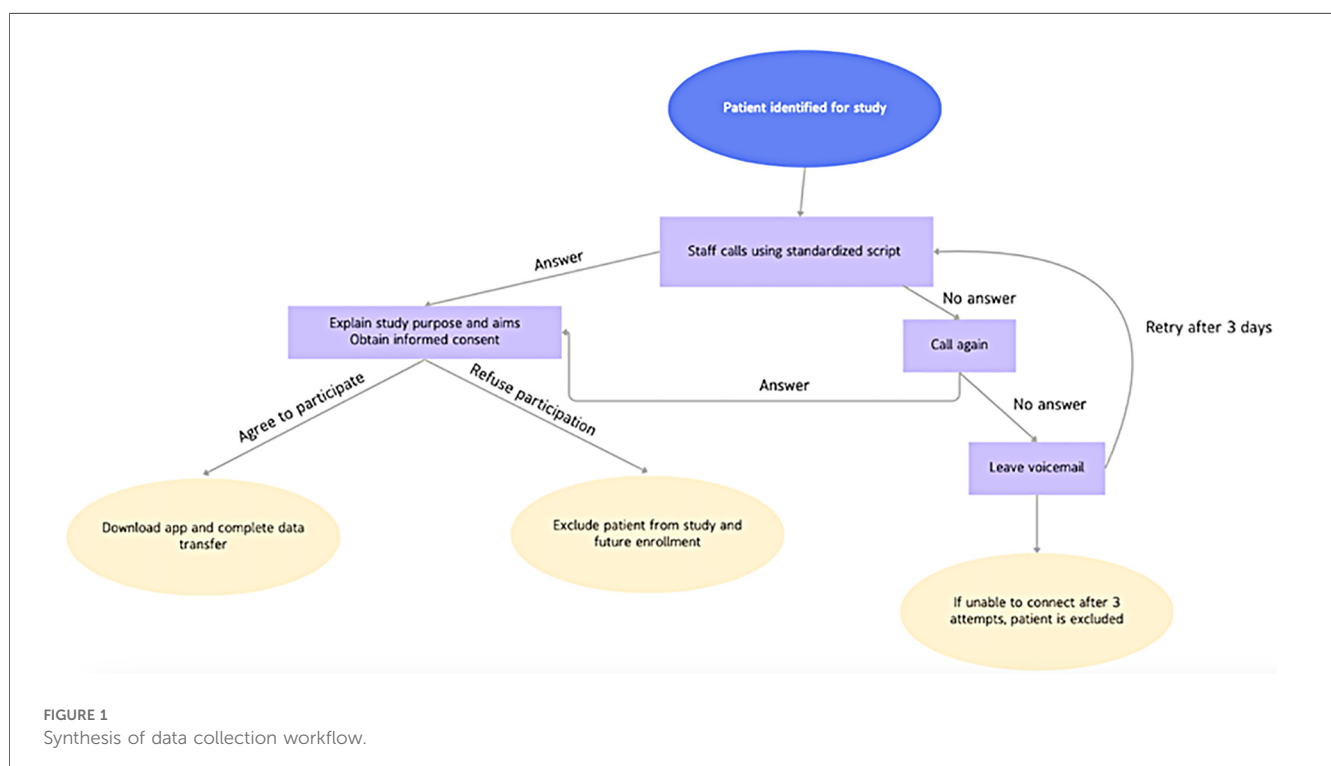 Patient identified for study
Staff calls using standardized script
Answer
No answer
Explain study purpose and aims
Obtain informed consent
Call again
Retry after 3 days
Answer
Agree to participate
Refuse participation
No answer
Leave voicemail
Download app and complete data
transfer
Exclude patient from study and
future enrollment
If unable to connect after 3
attempts, patient is excluded
FIGURE 1
Synthesis of data collection workflow.